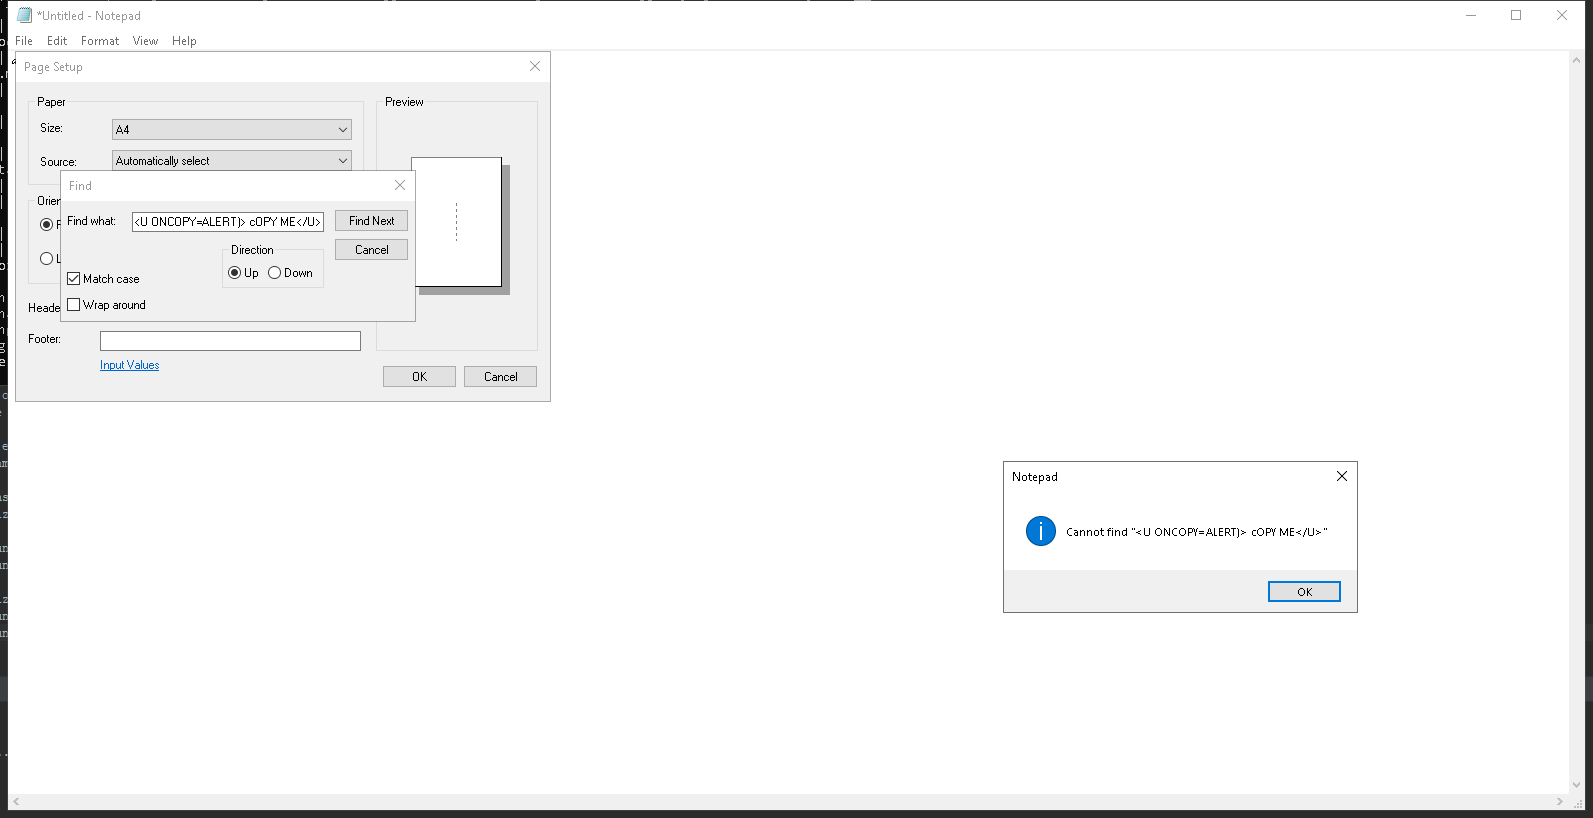 *Untitled - Notepad
File Edit Format View Help
Page Setup
Paper
Size: A4
Source: Automatically select
Preview
Find
Find what: <U ONCOPY=ALERT)> cOPY ME</U> Find Next
Direction Cancel
Up Down
Match case
Wrap around
Footer:
Input Values
OK Cancel
Notepad
Cannot find "<U ONCOPY=ALERT)> cOPY ME</U>"
OK